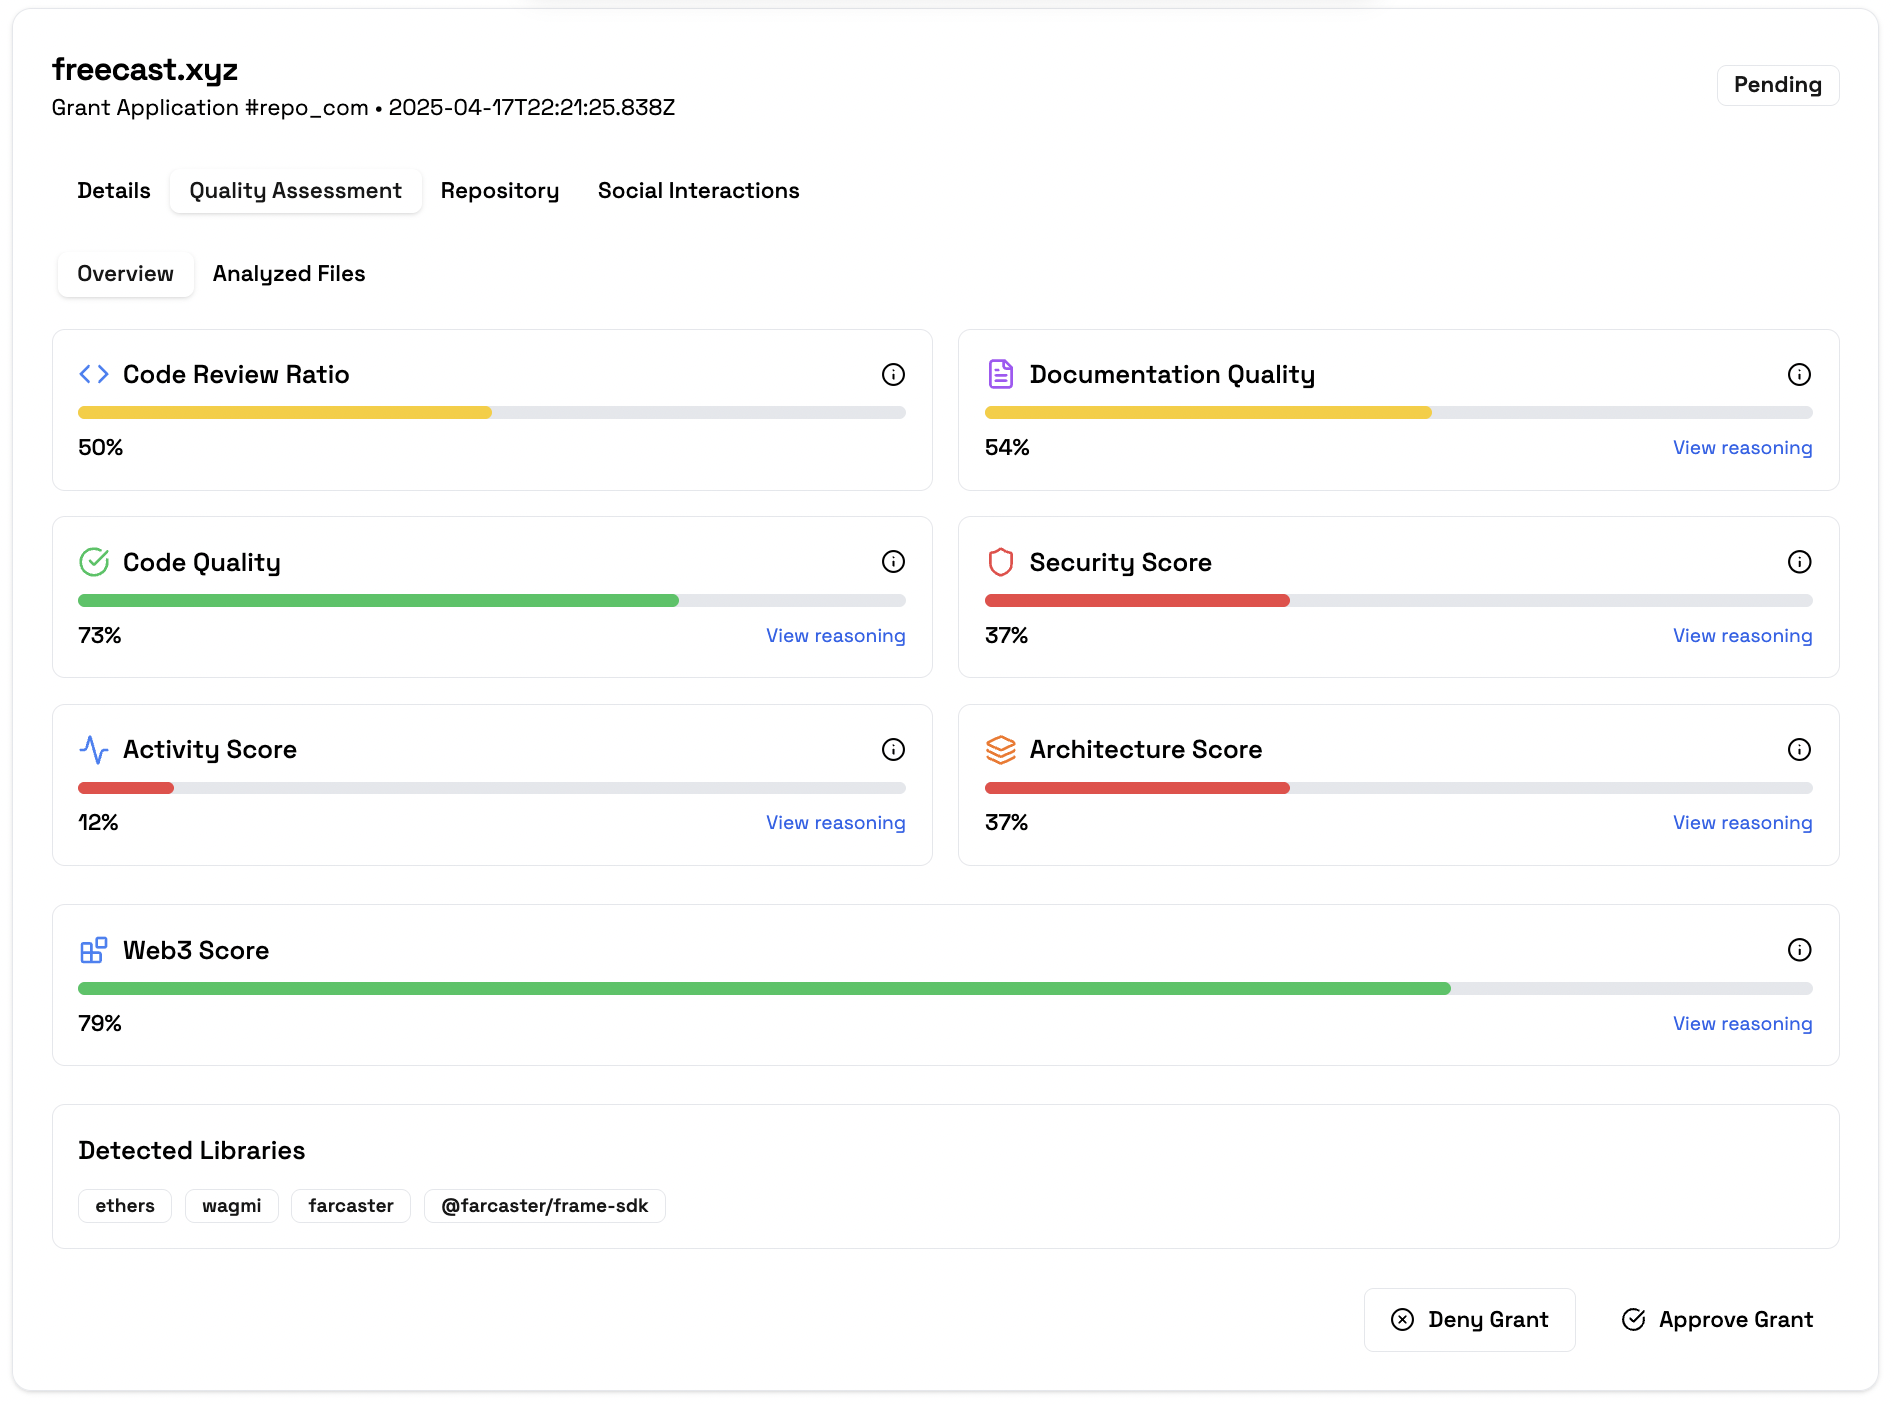 freecast.xyz
Grant Application #repo_com • 2025-04-17T22:21:25.838Z
Pending
Details
Quality Assessment
Repository
Social Interactions
Overview
Analyzed Files
Code Review Ratio
50%
Documentation Quality
54%
View reasoning
Code Quality
73%
View reasoning
Security Score
37%
View reasoning
Activity Score
12%
View reasoning
Architecture Score
37%
View reasoning
Web3 Score
79%
View reasoning
Detected Libraries
ethers
wagmi
farcaster
@farcaster/frame-sdk
Deny Grant
Approve Grant